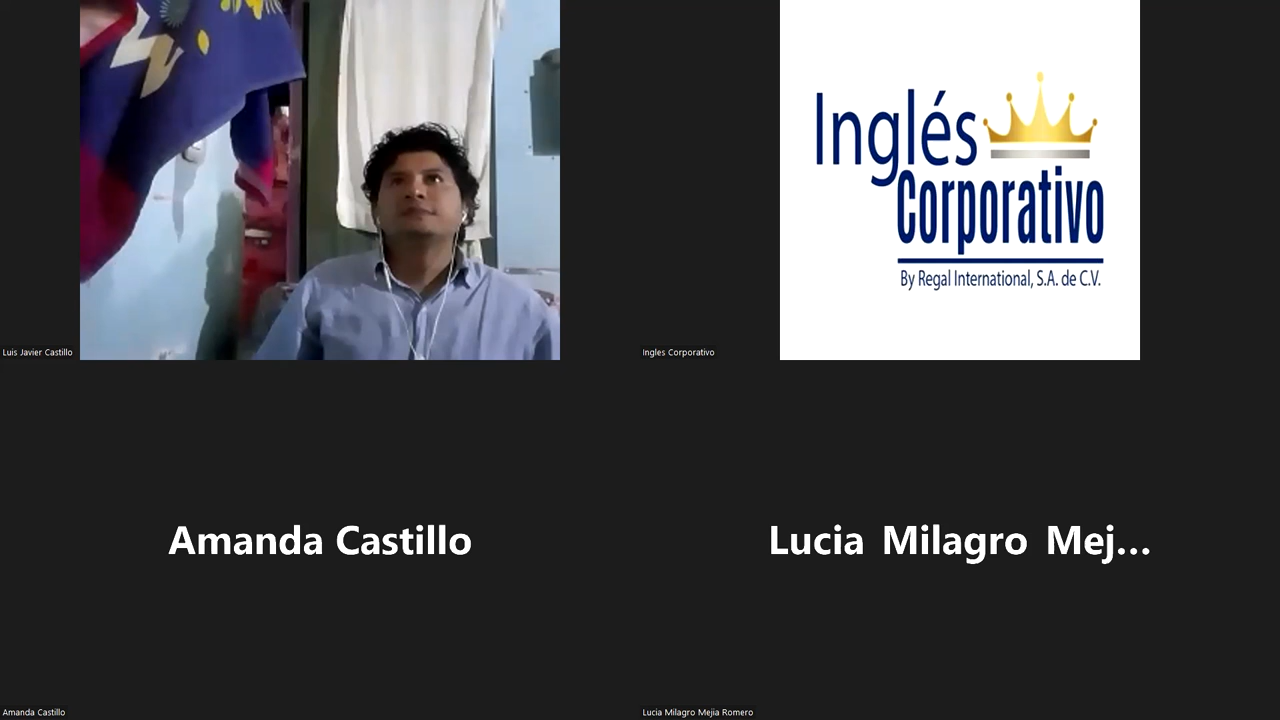 Inglés
Corporativo
By Regal International, S.A. de C.V.
Luis Javier Castillo
Ingles Corporativo
Amanda Castillo
Lucia Milagro Mej...
Amanda Castillo
Lucia Milagro Mejia Romero